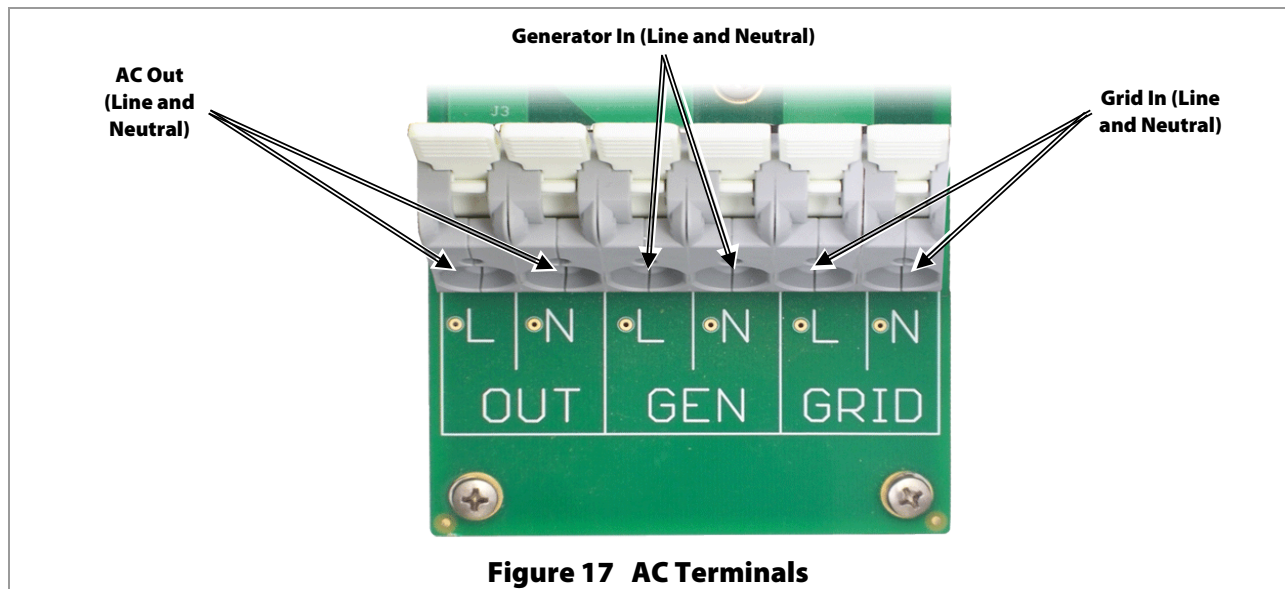 Generator In (Line and Neutral)
AC Out
(Line and
Neutral)
Grid In (Line
and Neutral)
J3
L N L N L N
OUT GEN GRID
Figure 17 AC Terminals